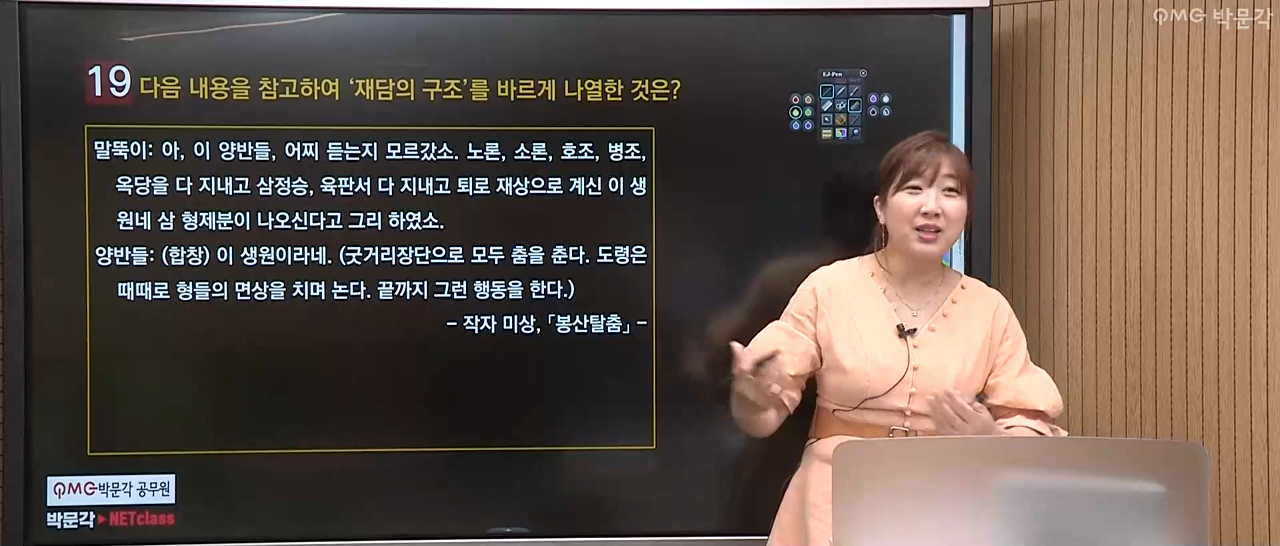 QMG 박문각
EJ-Pen
19 다음 내용을 참고하여 ‘재담의 구조’를 바르게 나열한 것은?
말뚝이: 아, 이 양반들, 어찌 듣는지 모르갔소. 노론, 소론, 호조, 병조,
옥당을 다 지내고 삼정승, 육판서 다 지내고 퇴로 재상으로 계신 이 생
원네 삼 형제분이 나오신다고 그리 하였소.
양반들: (합창) 이 생원이라네. (굿거리장단으로 모두 춤을 춘다. 도령은
때때로 형들의 면상을 치며 논다. 끝까지 그런 행동을 한다.)
– 작자 미상, 「봉산탈춤」 –
QMG 박문각 공무원
박문각 ▶ NETclass